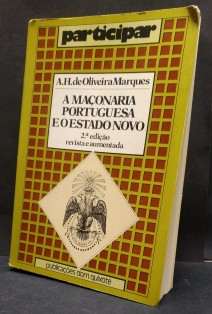 participar
A.H. de Oliveira Marques
A MAÇONARIA
PORTUGUESA
E O ESTADO NOVO
2.ª edição
revista e aumentada
publicações dom quixote